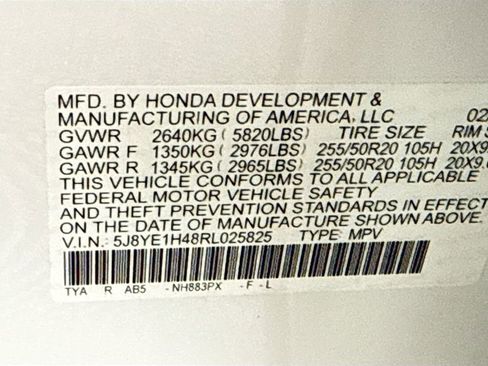 MFD. BY HONDA DEVELOPMENT &
MANUFACTURING OF AMERICA, LLC 02
GVWR 2640KG ( 5820LBS) TIRE SIZE RIM S
GAWR F 1350KG ( 2976LBS) 255/50R20 105H 20X9
GAWR R 1345KG ( 2965LBS) 255/50R20 105H 20X9.
THIS VEHICLE CONFORMS TO ALL APPLICABLE
FEDERAL MOTOR VEHICLE SAFETY
AND THEFT PREVENTION STANDARDS IN EFFECT
ON THE DATE OF MANUFACTURE SHOWN ABOVE.
V.I.N.: 5J8YE1H48RL025825 TYPE: MPV
TYA R AB5 - NH883PX - F - L